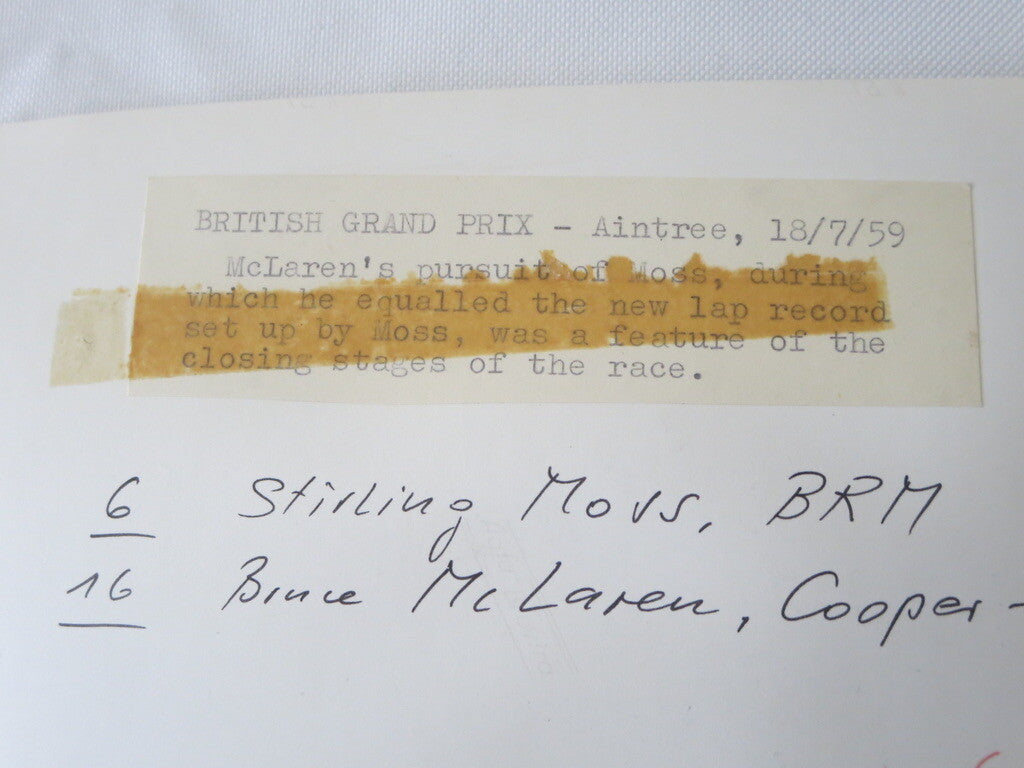 BRITISH GRAND PRIX - Aintree, 18/7/59
McLaren's pursuit of Moss, during
which he equalled the new lap record
set up by Moss, was a feature of the
closing stages of the race.
6 Stirling Moss, BRM
16 Bruce McLaren, Cooper-